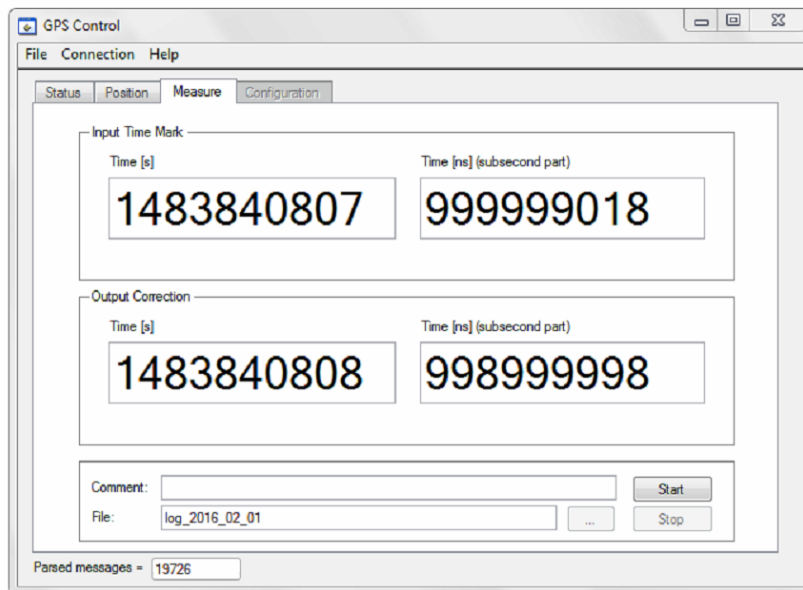 GPS Control
File Connection Help
Status Position Measure Configuration
Input Time Mark
Time [s] Time [ns] (subsecond part)
1483840807 999999018
Output Correction
Time [s] Time [ns] (subsecond part)
1483840808 998999998
Comment: Start
File: log_2016_02_01 ... Stop
Parsed messages = 19726